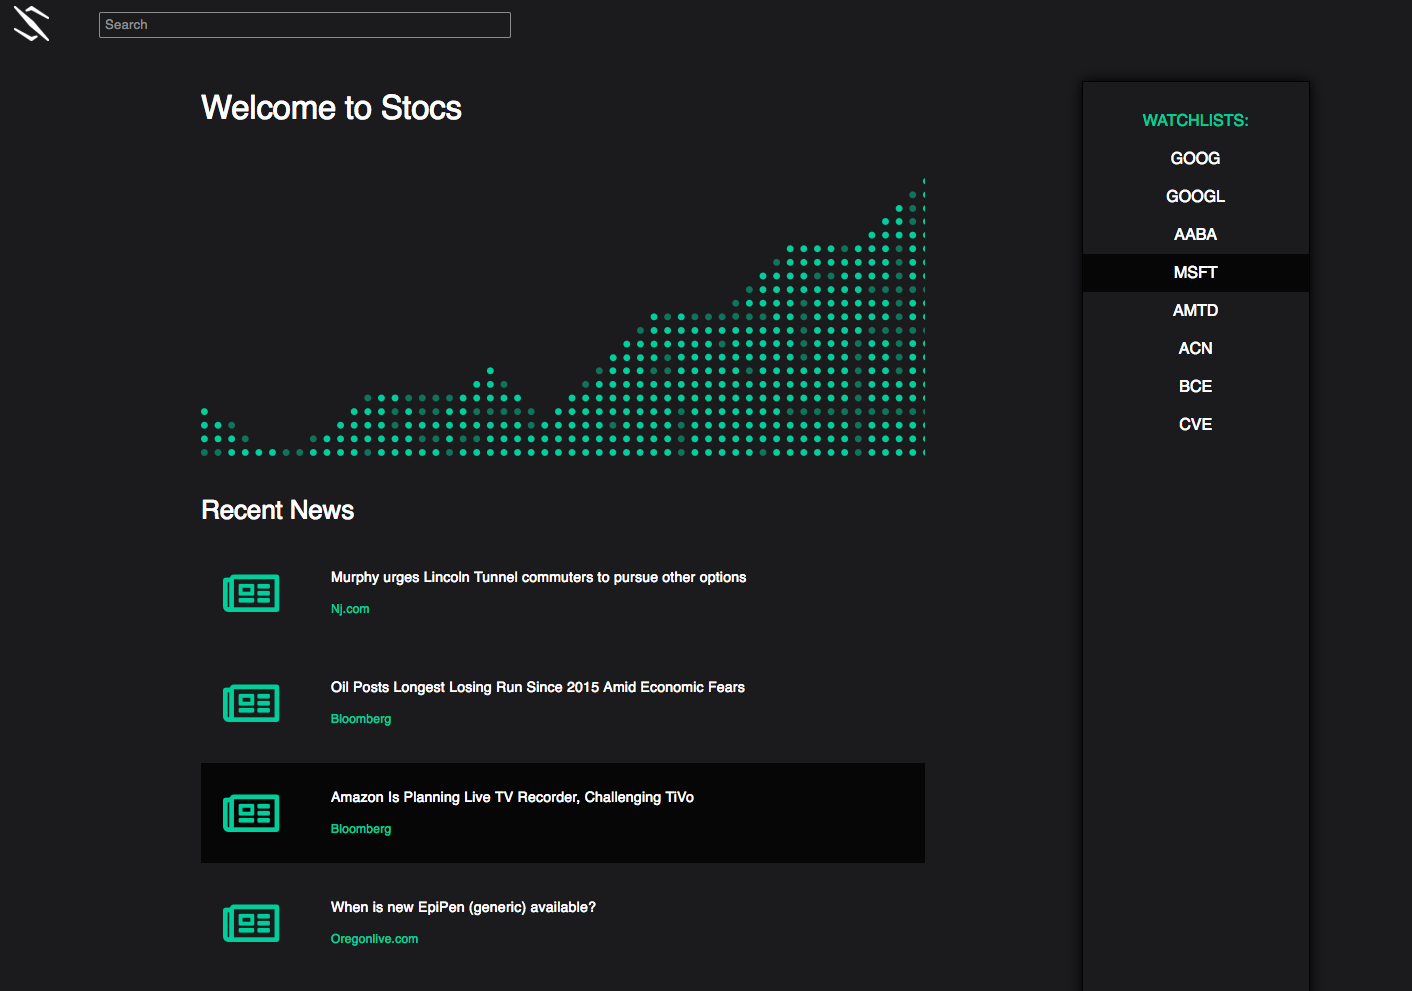 Search
Welcome to Stocs
WATCHLISTS:
GOOG
GOOGL
AABA
MSFT
AMTD
ACN
BCE
CVE
Recent News
Murphy urges Lincoln Tunnel commuters to pursue other options
Nj.com
Oil Posts Longest Losing Run Since 2015 Amid Economic Fears
Bloomberg
Amazon Is Planning Live TV Recorder, Challenging TiVo
Bloomberg
When is new EpiPen (generic) available?
Oregonlive.com